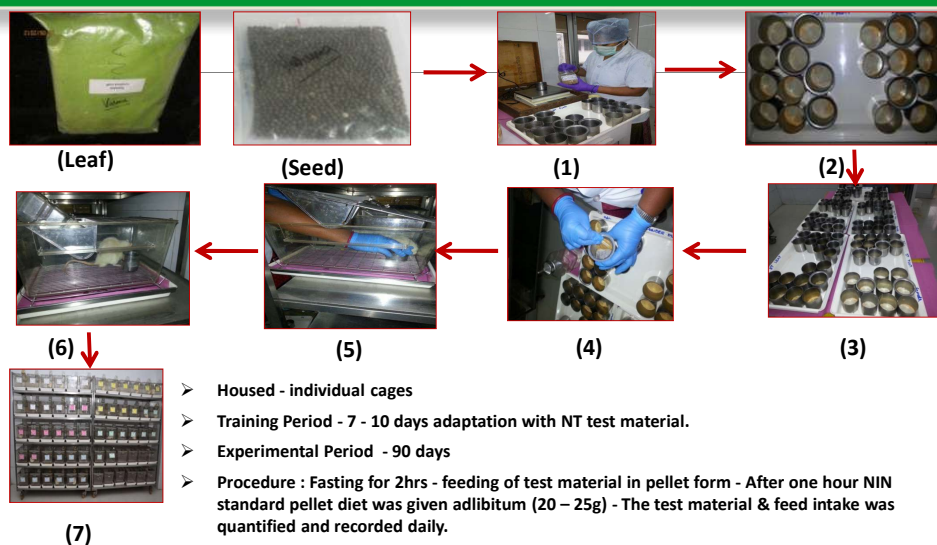 (Leaf)
(Seed)
(1)
(2)
(6)
(5)
(4)
(3)
(7)
➢ Housed - individual cages
➢ Training Period - 7 - 10 days adaptation with NT test material.
➢ Experimental Period - 90 days
➢ Procedure : Fasting for 2hrs - feeding of test material in pellet form - After one hour NIN
standard pellet diet was given adlibitum (20 – 25g) - The test material & feed intake was
quantified and recorded daily.